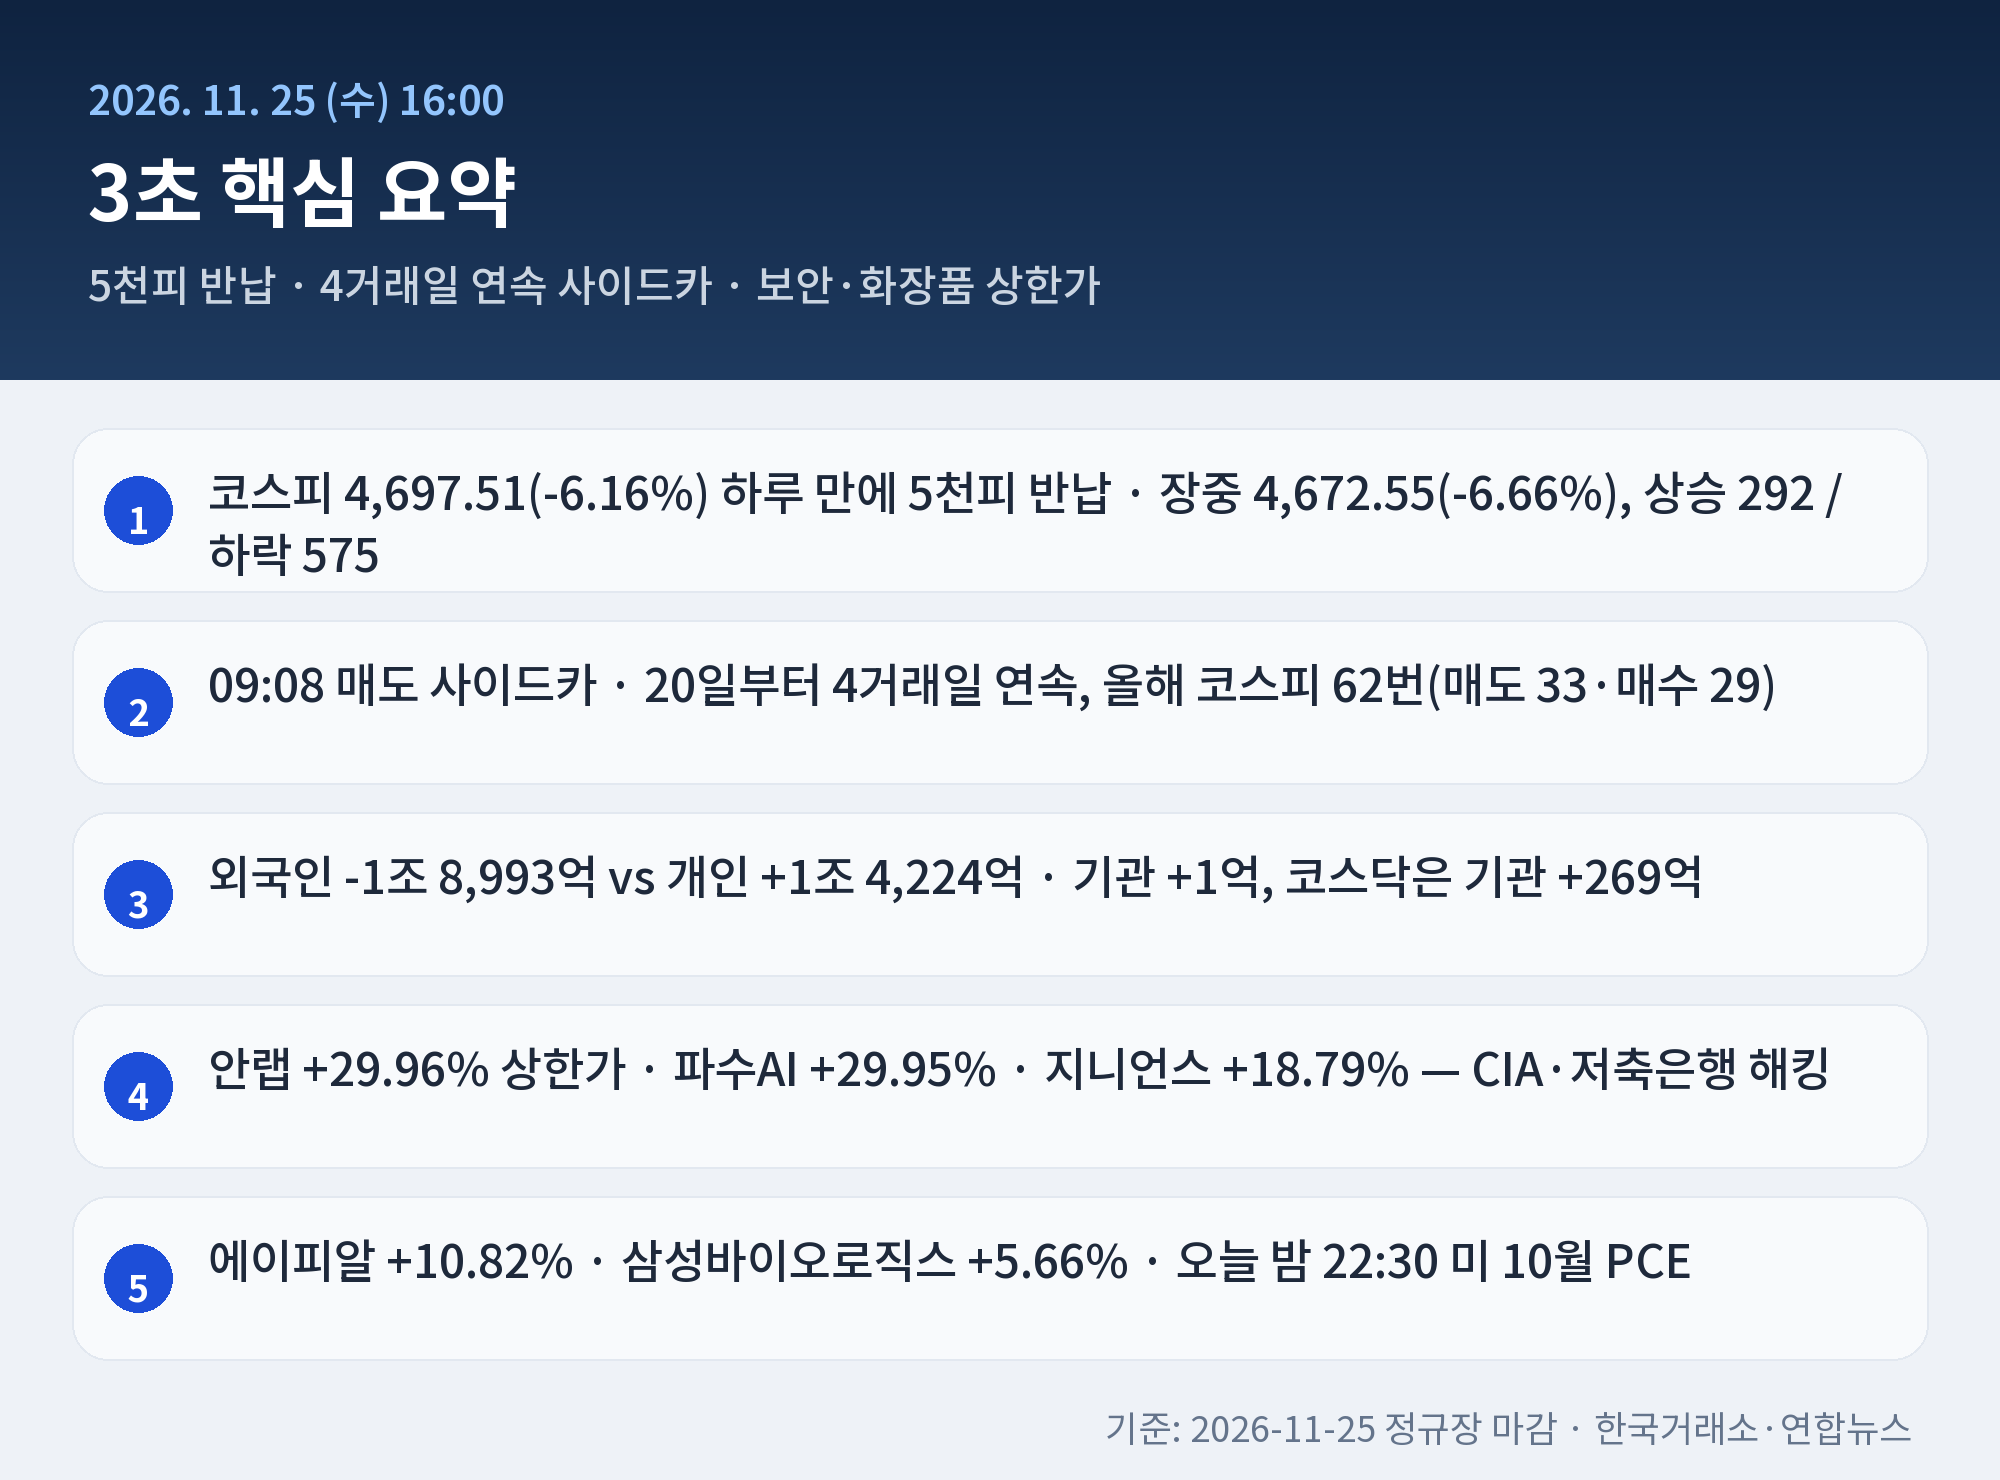 2026. 11. 25 (수) 16:00
3초 핵심 요약
5천피 반납 · 4거래일 연속 사이드카 · 보안·화장품 상한가
1
코스피 4,697.51(-6.16%) 하루 만에 5천피 반납 · 장중 4,672.55(-6.66%), 상승 292 /
하락 575
2
09:08 매도 사이드카 · 20일부터 4거래일 연속, 올해 코스피 62번(매도 33·매수 29)
3
외국인 -1조 8,993억 vs 개인 +1조 4,224억 · 기관 +1억, 코스닥은 기관 +269억
4
안랩 +29.96% 상한가 · 파수AI +29.95% · 지니언스 +18.79% — CIA·저축은행 해킹
5
에이피알 +10.82% · 삼성바이오로직스 +5.66% · 오늘 밤 22:30 미 10월 PCE
기준: 2026-11-25 정규장 마감 · 한국거래소·연합뉴스